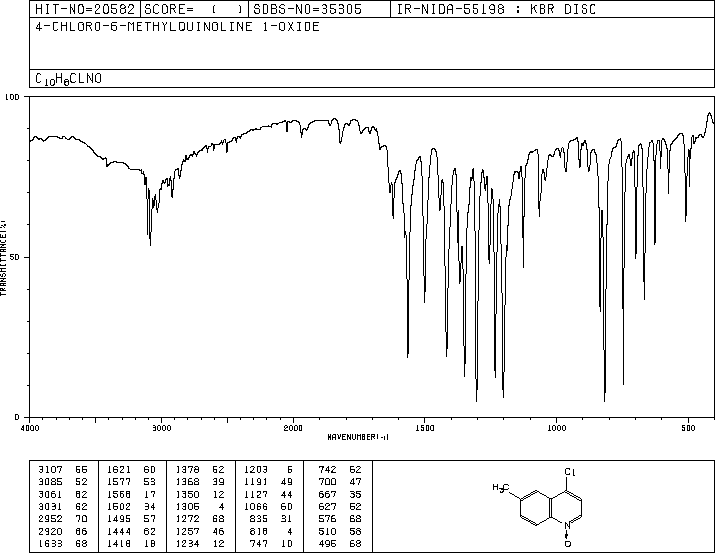 HIT-NO=20582 SCORE= ( ) SDBS-NO=35305 IR-NIDA-55198 : KBR DISC
4-CHLORO-6-METHYLQUINOLINE 1-OXIDE
C10H8CLNO
100
50
0
TRANSMITTANCE(%)
4000 3000 2000 1500 1000 500
WAVENUMBER(-1)
3107 66 1621 60 1378 62 1203 6 742 62
3085 52 1577 53 1368 39 1191 49 700 47
3061 62 1568 17 1350 12 1127 44 667 35
3031 62 1502 34 1305 4 1066 60 627 52
2952 70 1495 57 1272 68 835 31 576 68
2920 66 1444 62 1257 46 818 4 510 58
1633 68 1418 18 1234 12 747 10 495 68
Cl
H3C
N
O